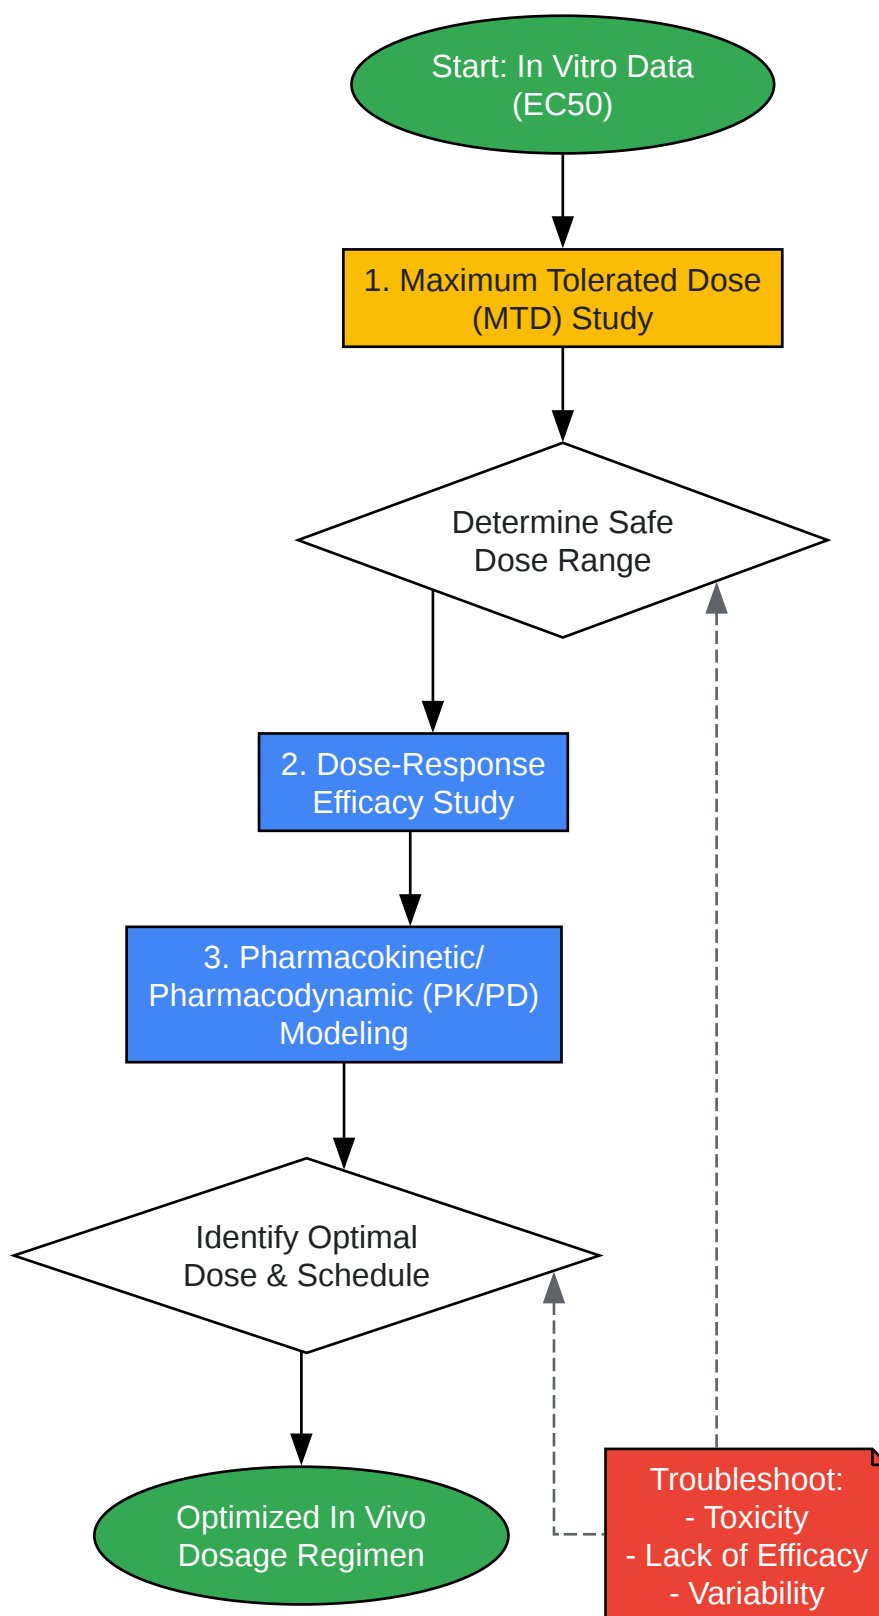 Start: In Vitro Data
(EC50)
1. Maximum Tolerated Dose
(MTD) Study
Determine Safe
Dose Range
2. Dose-Response
Efficacy Study
3. Pharmacokinetic/
Pharmacodynamic (PK/PD)
Modeling
Identify Optimal
Dose & Schedule
Optimized In Vivo
Dosage Regimen
Troubleshoot:
- Toxicity
- Lack of Efficacy
- Variability